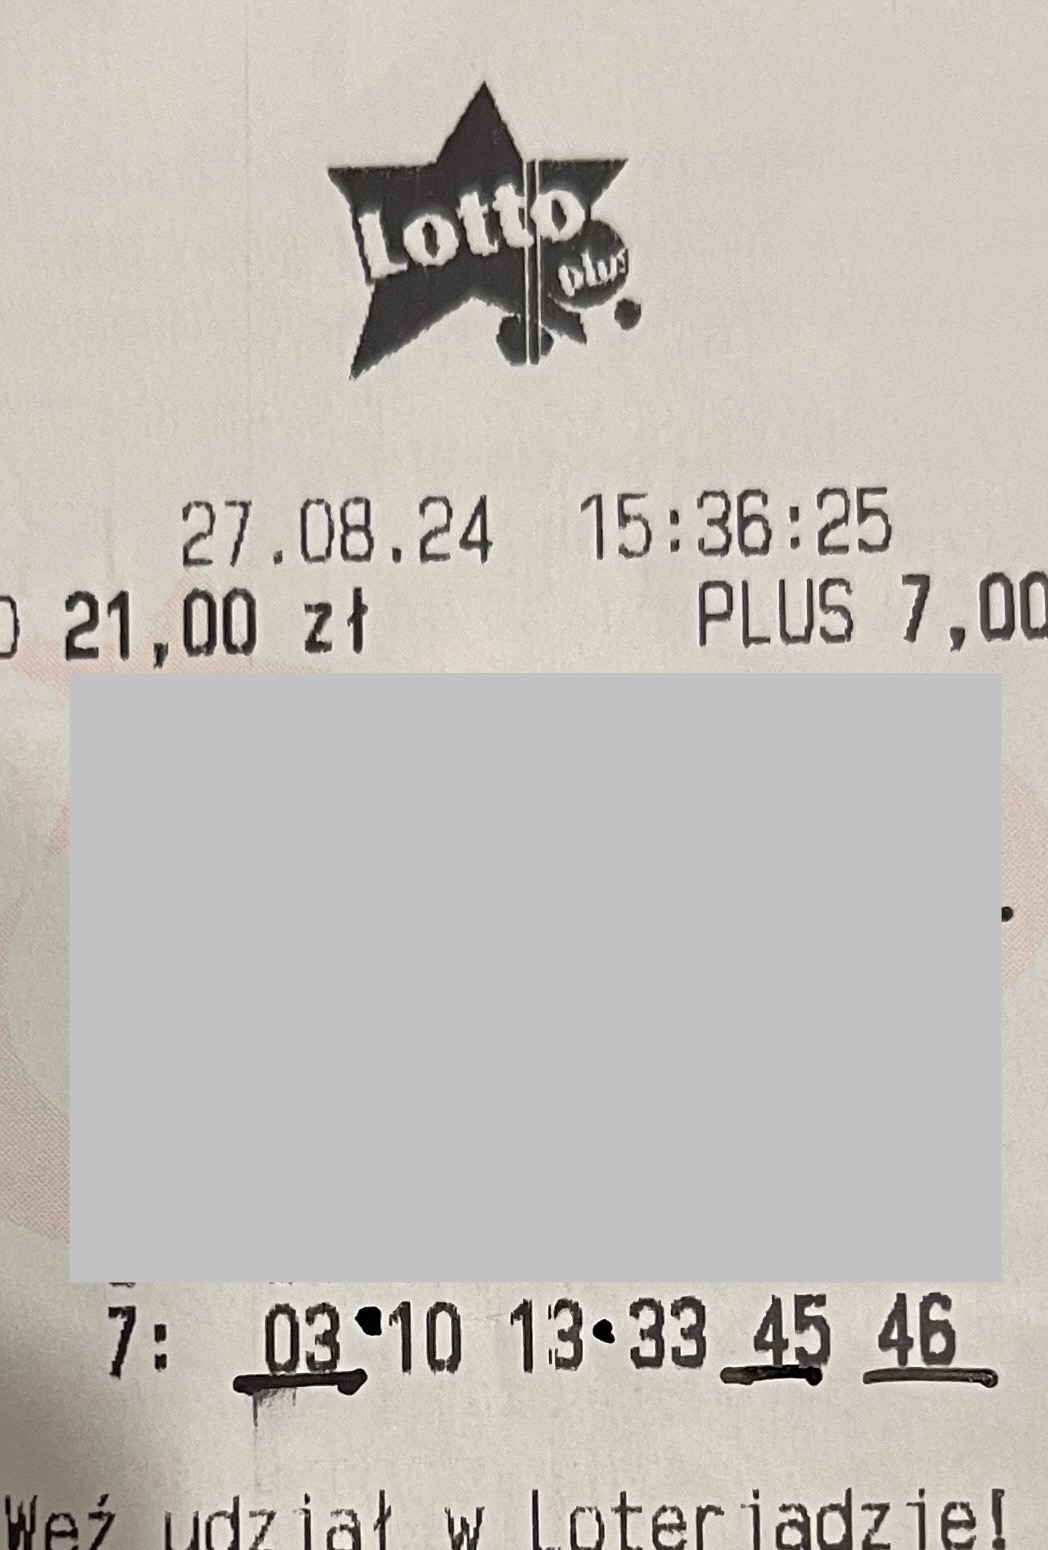 Lotto
plus
27.08.24 15:36:25
21,00 zł PLUS 7,00
7: 03 10 13 33 45 46
Weź udział w Loteriadzie!